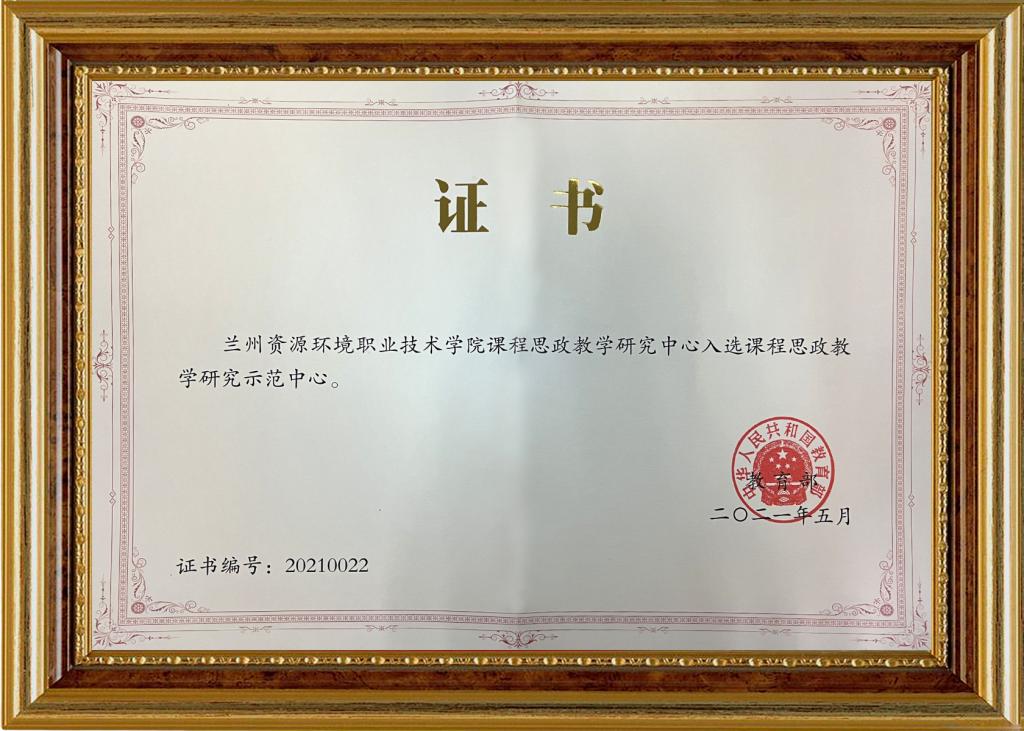 证 书
兰州资源环境职业技术学院课程思政教学研究中心入选课程思政教
学研究示范中心。
中华人民共和国教育部
教育部
二〇二一年五月
证书编号：20210022